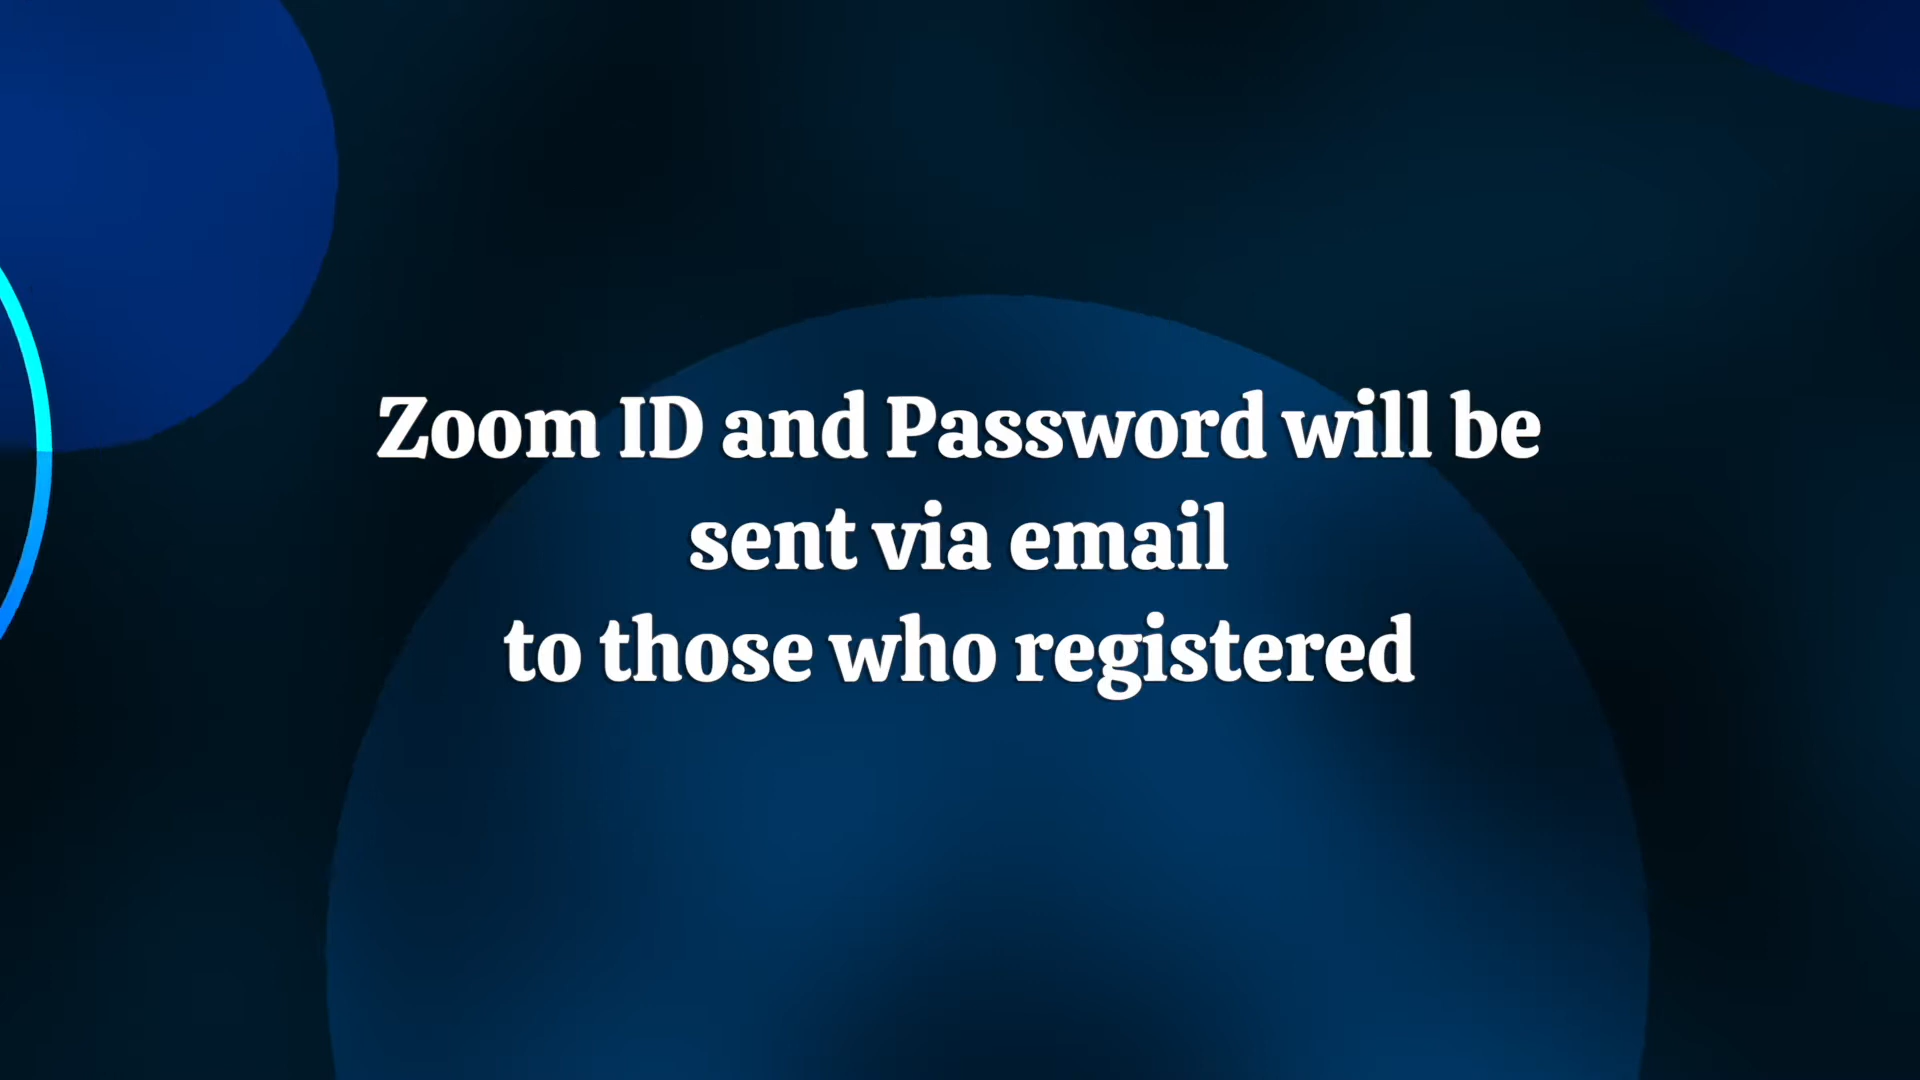 Zoom ID and Password will be
sent via email
to those who registered